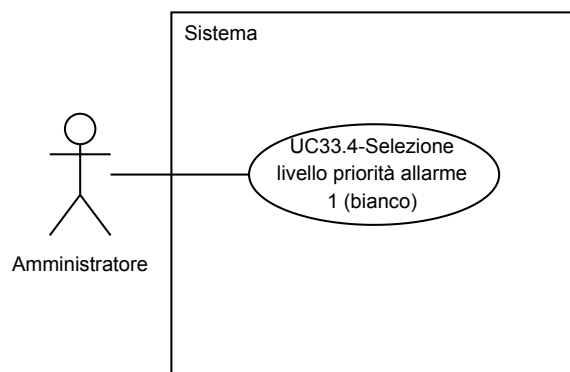 Sistema
UC33.4-Selezione
livello priorità allarme
1 (bianco)
Amministratore